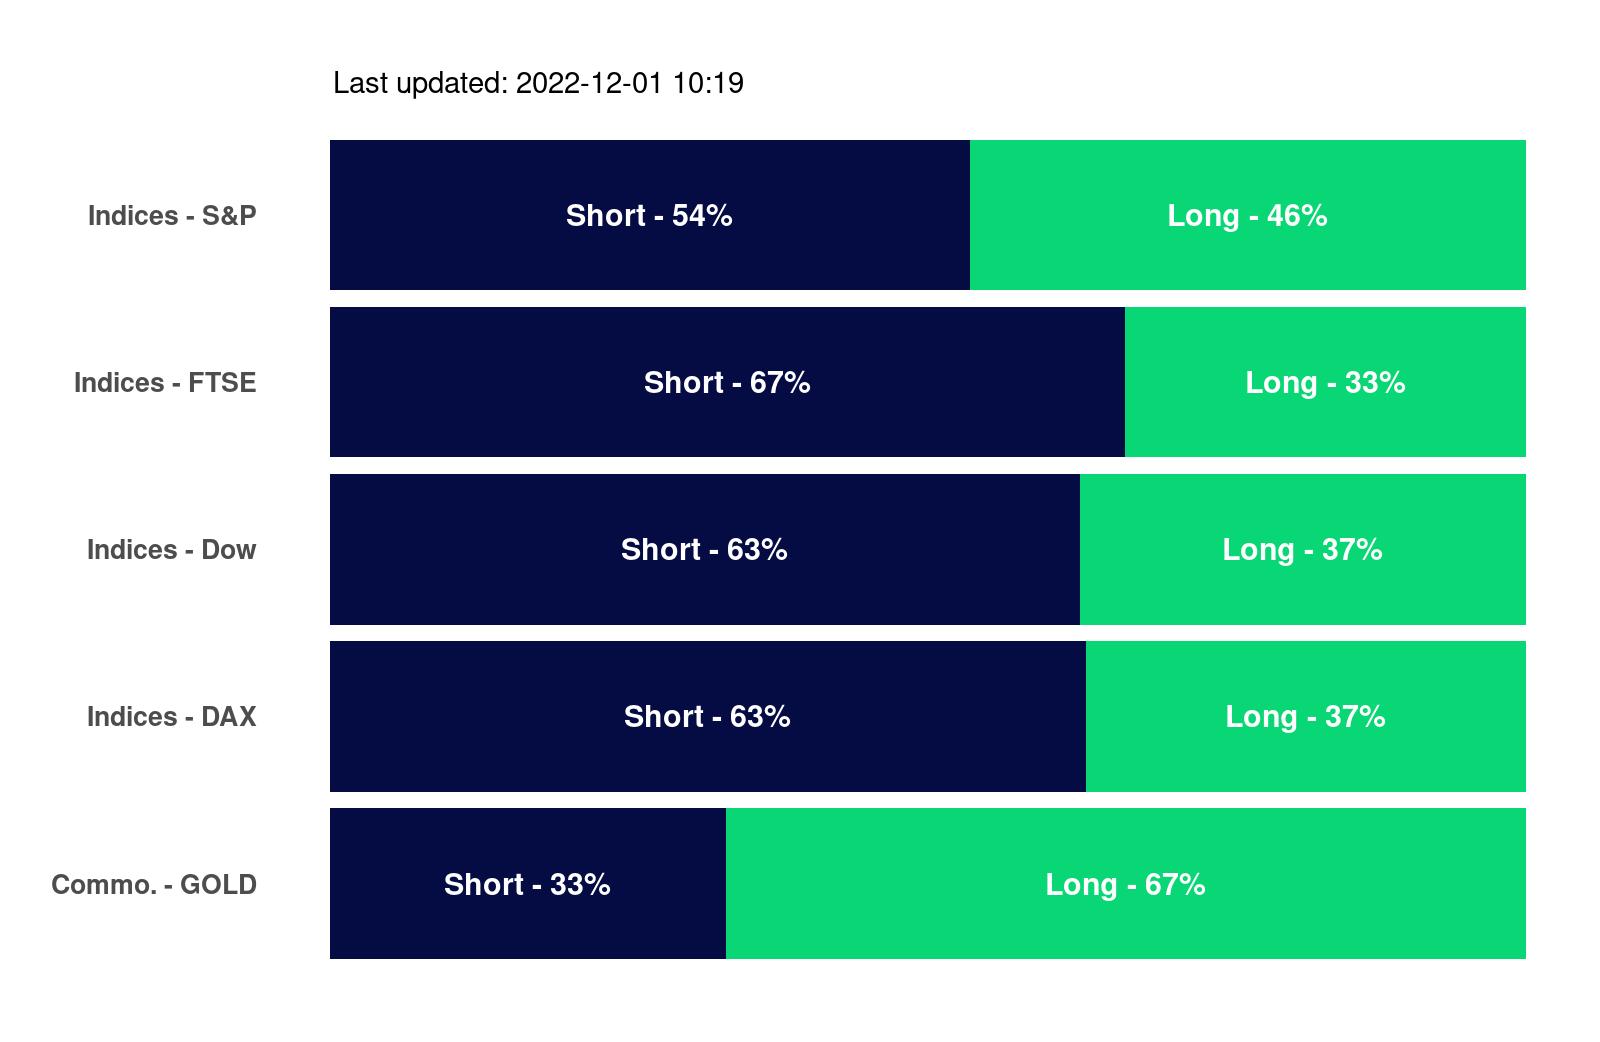 Last updated: 2022-12-01 10:19
Indices - S&P Short - 54% Long - 46%
Indices - FTSE Short - 67% Long - 33%
Indices - Dow Short - 63% Long - 37%
Indices - DAX Short - 63% Long - 37%
Commo. - GOLD Short - 33% Long - 67%